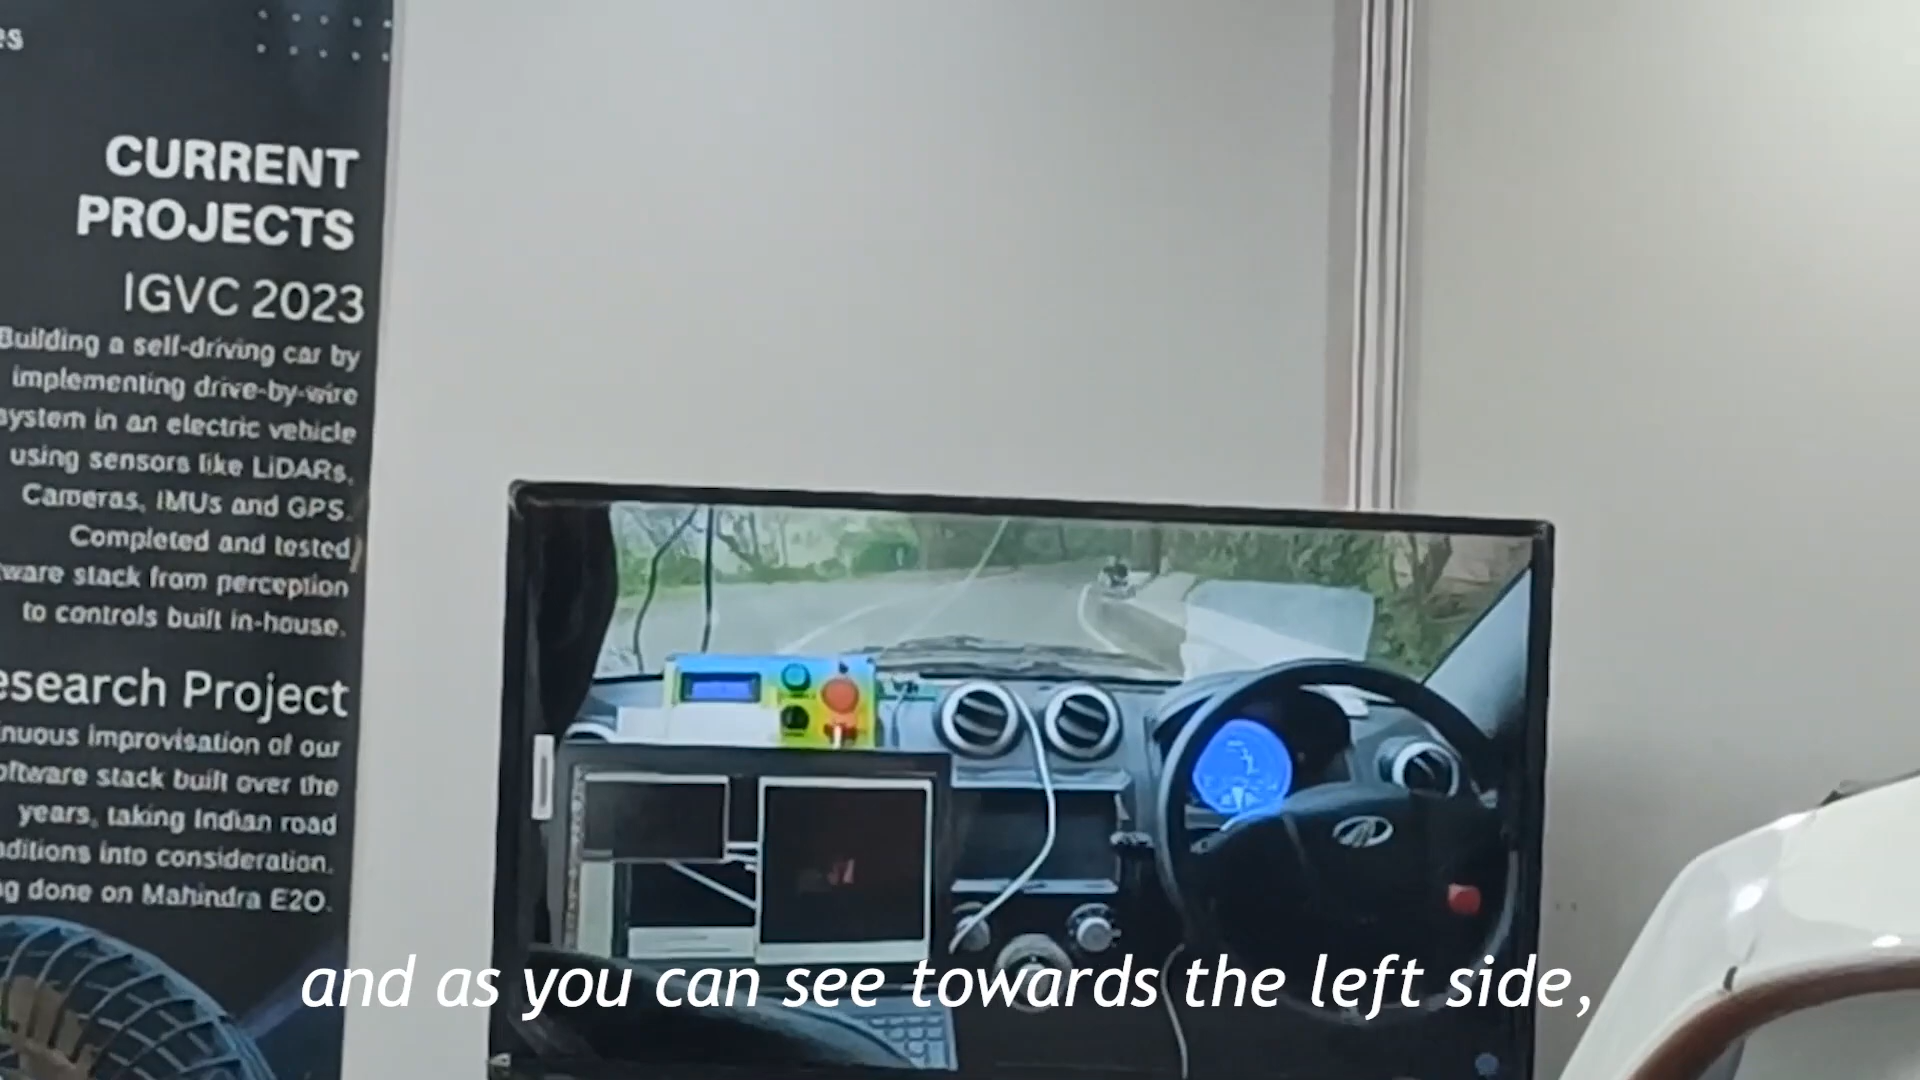 es
CURRENT
PROJECTS
IGVC 2023
Building a self-driving car by
implementing drive-by-wire
system in an electric vehicle
using sensors like LiDARs,
Cameras, IMUs and GPS.
Completed and tested
ware stack from perception
to controls built in-house.
esearch Project
nuous improvisation of our
oftware stack built over the
years, taking Indian road
nditions into consideration.
ng done on Mahindra E2O.
and as you can see towards the left side,